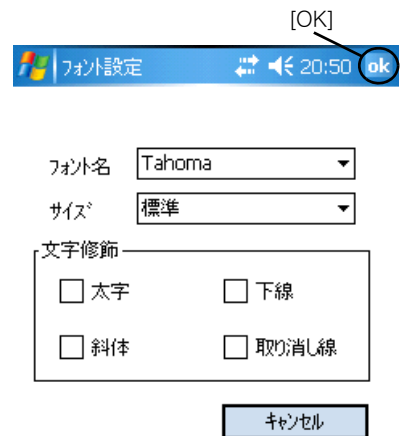 [OK]
フォント設定 20:50 ok
フォント名 Tahoma
サイズ 標準
文字修飾
太字 下線
斜体 取り消し線
キャンセル